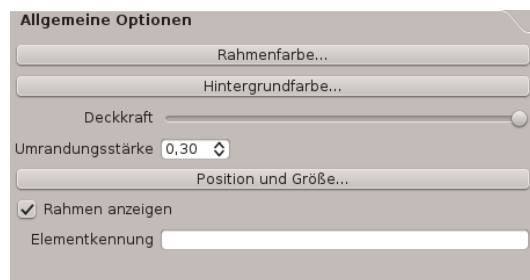 Allgemeine Optionen
Rahmenfarbe...
Hintergrundfarbe...
Deckkraft
Umrandungsstärke 0,30
Position und Größe...
Rahmen anzeigen
Elementkennung